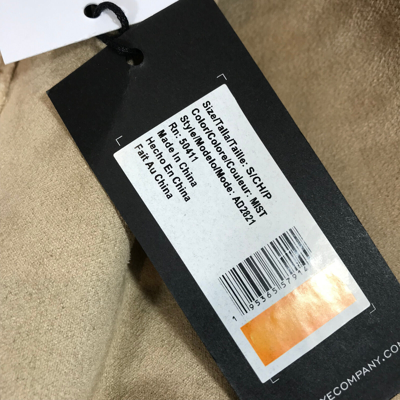 Size/Talla/Taille: S/CH/P
Color/Colore/Couleur: MIST
Style/Modelo/Mode: AD2821
Rn: 50411
Made In China
Hecho En China
Fait Au China